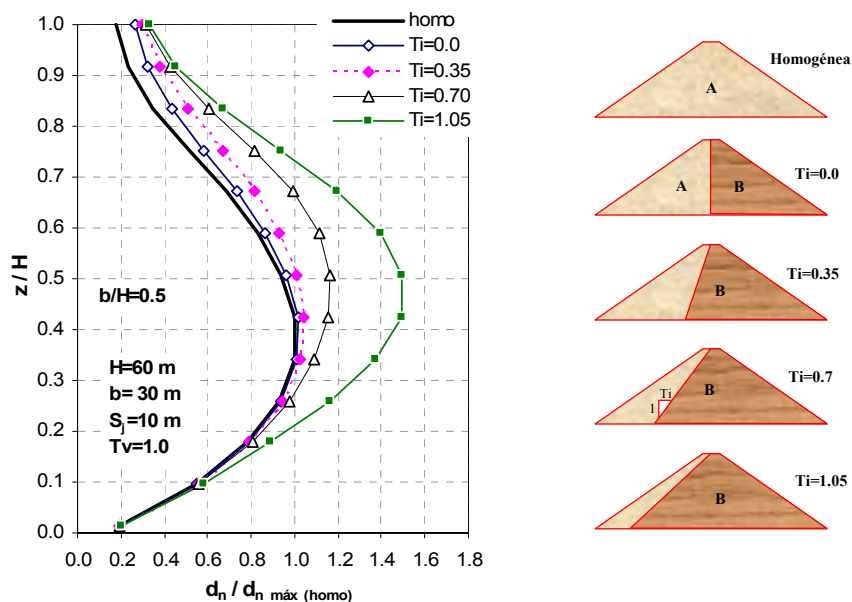 homo
Ti=0.0
Ti=0.35
Ti=0.70
Ti=1.05
1.0
0.9
0.8
0.7
0.6
0.5
0.4
0.3
0.2
0.1
0.0
z / H
b/H=0.5
H=60 m
b= 30 m
Sj=10 m
Tv=1.0
0.0 0.2 0.4 0.6 0.8 1.0 1.2 1.4 1.6 1.8
dn / dn máx (homo)
Homogénea
A
Ti=0.0
A B
Ti=0.35
B
Ti=0.7
B
Ti
1
Ti=1.05
B